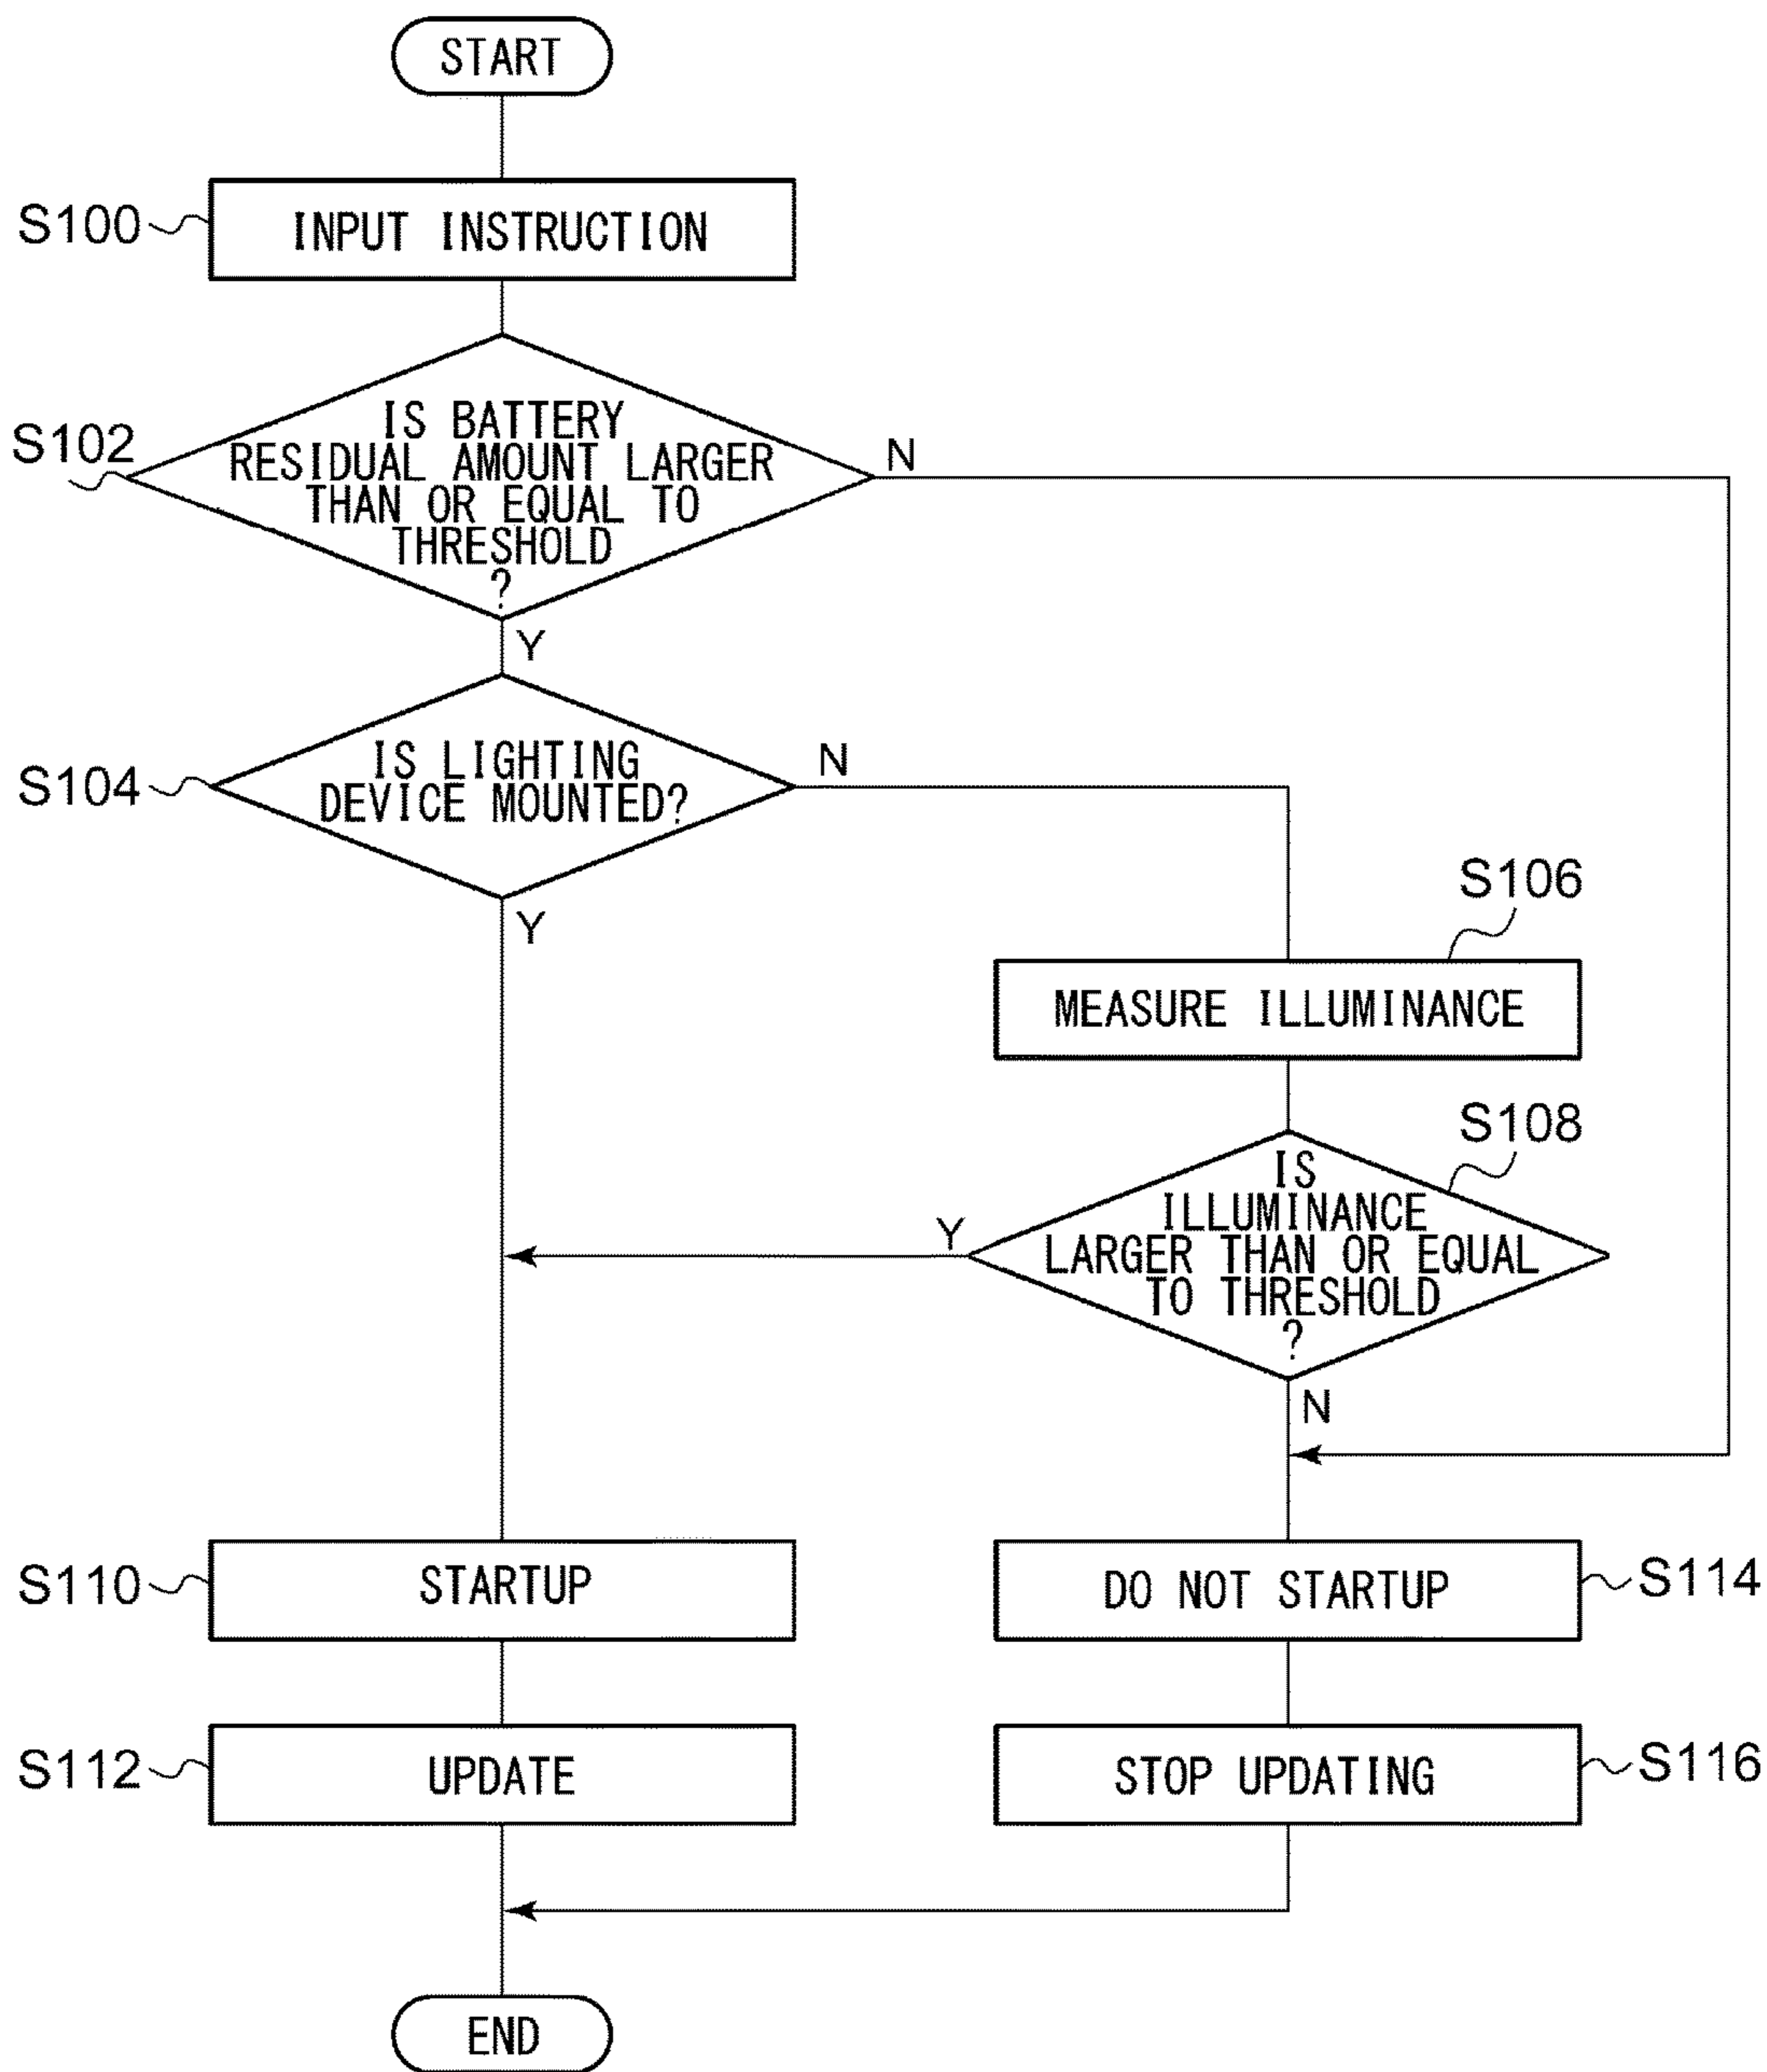 START
S100
INPUT INSTRUCTION
S102
IS BATTERY
RESIDUAL AMOUNT LARGER
THAN OR EQUAL TO
THRESHOLD
?
N
Y
S104
IS LIGHTING
DEVICE MOUNTED?
N
Y
S106
MEASURE ILLUMINANCE
S108
IS
ILLUMINANCE
LARGER THAN OR EQUAL
TO THRESHOLD
?
Y
N
S110
STARTUP
DO NOT STARTUP
S114
S112
UPDATE
STOP UPDATING
S116
END